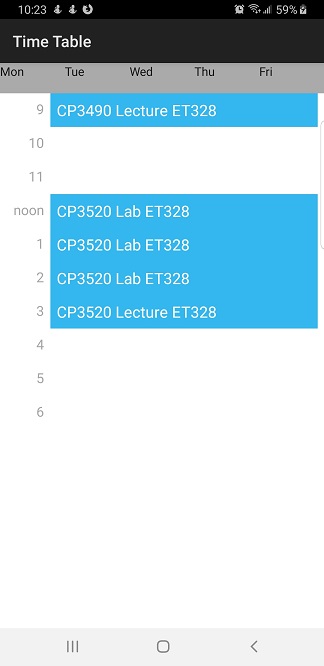 10:23 59%
Time Table
Mon Tue Wed Thu Fri
9 CP3490 Lecture ET328
10
11
noon CP3520 Lab ET328
1 CP3520 Lab ET328
2 CP3520 Lab ET328
3 CP3520 Lecture ET328
4
5
6